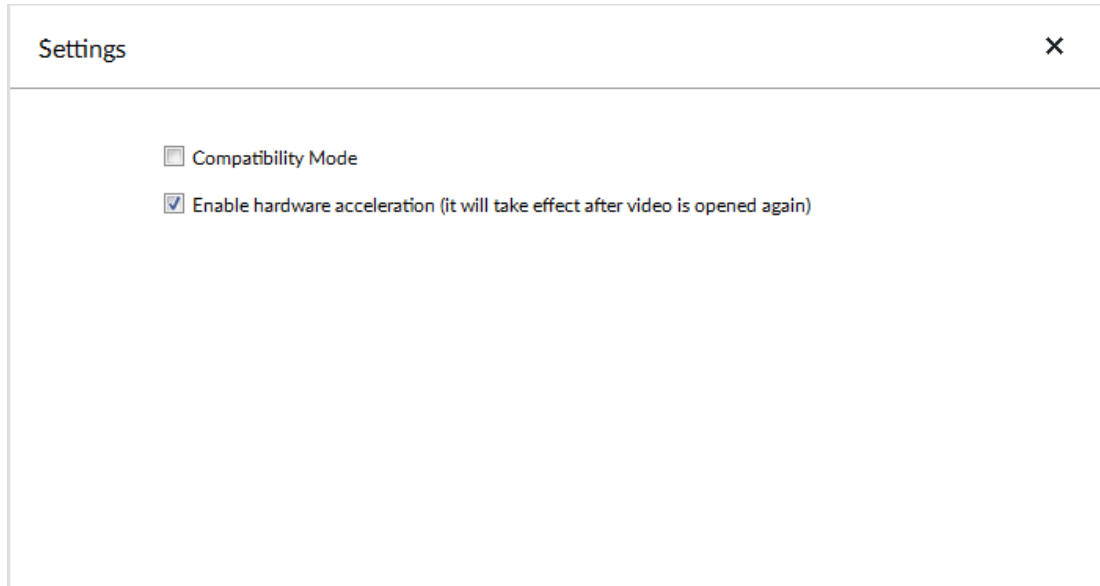 Settings
Compatibility Mode
Enable hardware acceleration (it will take effect after video is opened again)